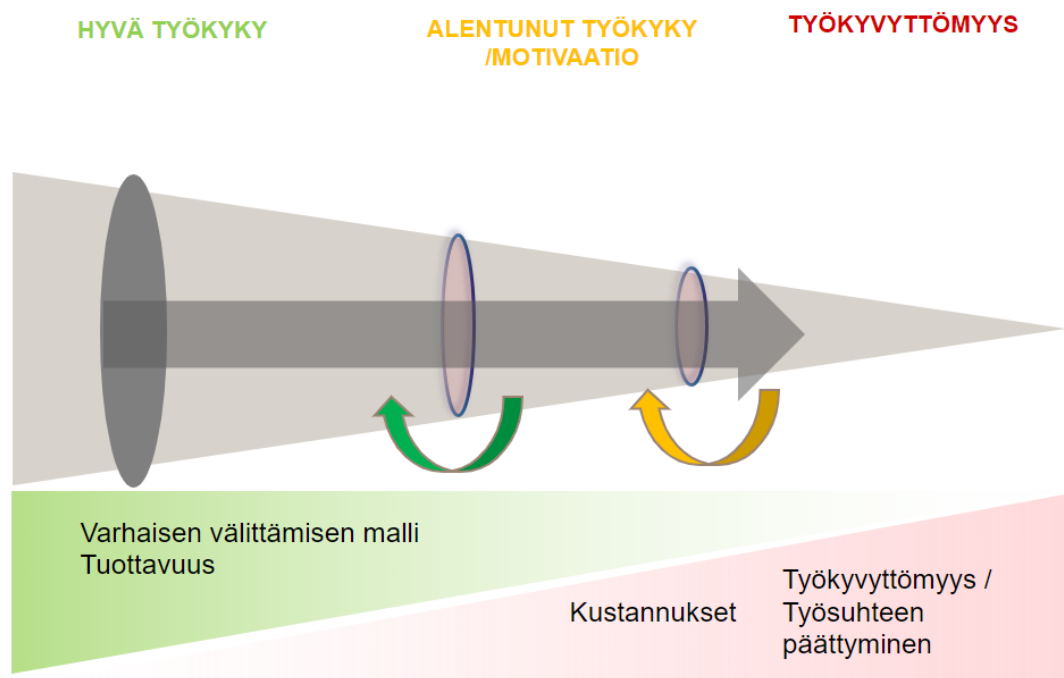 HYVÄ TYÖKYKY
ALENTUNUT TYÖKYKY
/MOTIVAATIO
TYÖKYVYTTÖMYYS
Varhaisen välittämisen malli
Tuottavuus
Kustannukset
Työkyvyttömyys /
Työsuhteen
päättyminen